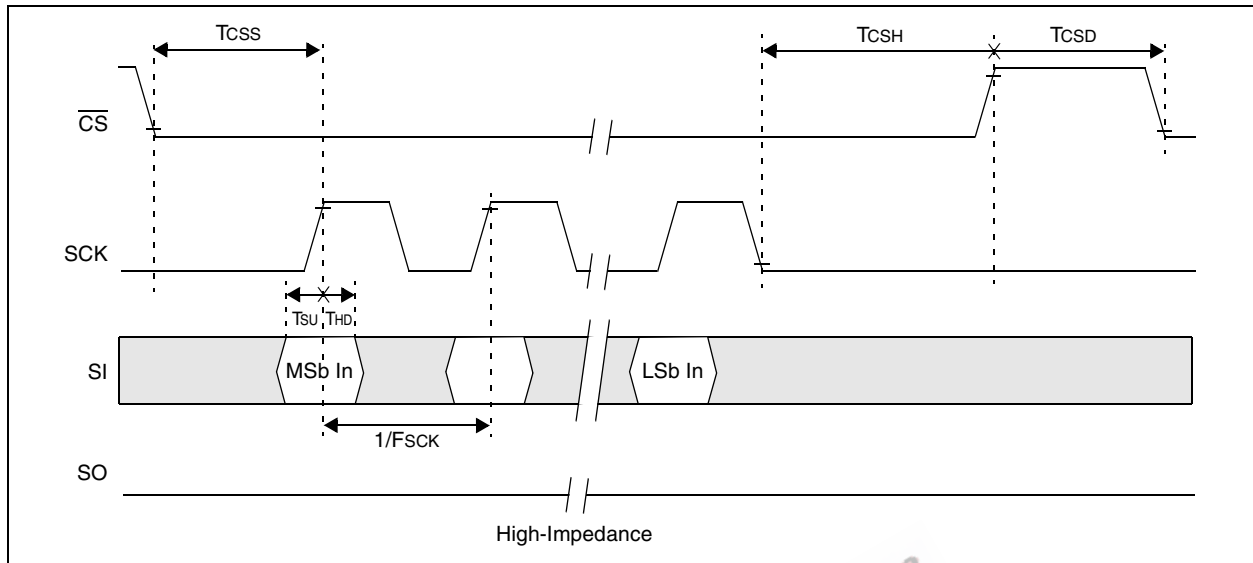 TCSS
TCSH
TCSD
CS
SCK
TSU
THD
SI
MSb In
LSb In
1/FSCK
SO
High-Impedance